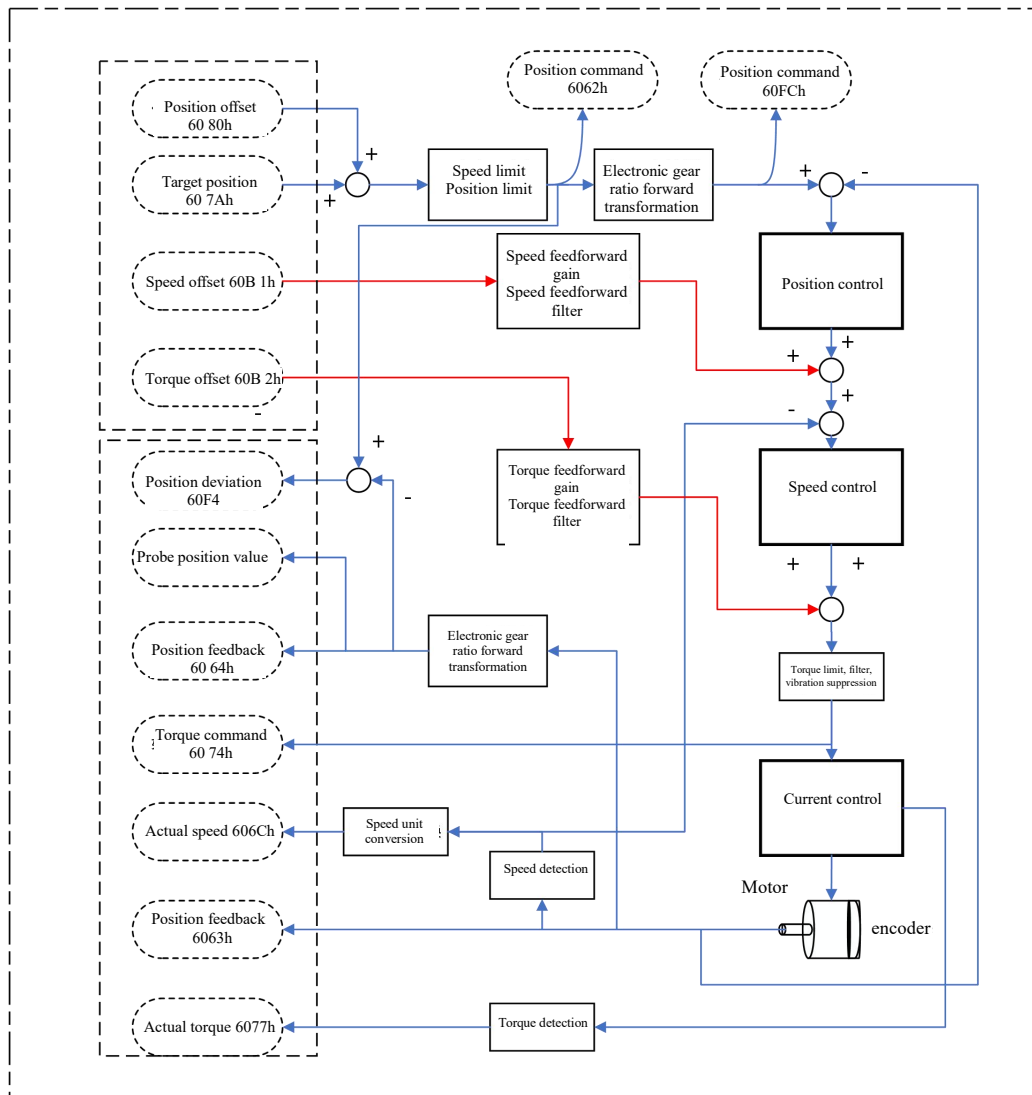 Position command
6062h
Position command
60FCh
Position offset
60 80h
+
Target position
60 7Ah
+
Speed limit
Position limit
Electronic gear
ratio forward
transformation
+
-
Speed offset 60B 1h
Speed feedforward
gain
Speed feedforward
filter
Position control
+
+
Torque offset 60B 2h
-
+
-
+
Position deviation
60F4
-
Torque feedforward
gain
Torque feedforward
filter
Speed control
Probe position value
+
+
Position feedback
60 64h
Electronic gear
ratio forward
transformation
Torque limit, filter,
vibration suppression
Torque command
60 74h
Current control
Actual speed 606Ch
Speed unit
conversion
Speed detection
Motor
encoder
Position feedback
6063h
Actual torque 6077h
Torque detection